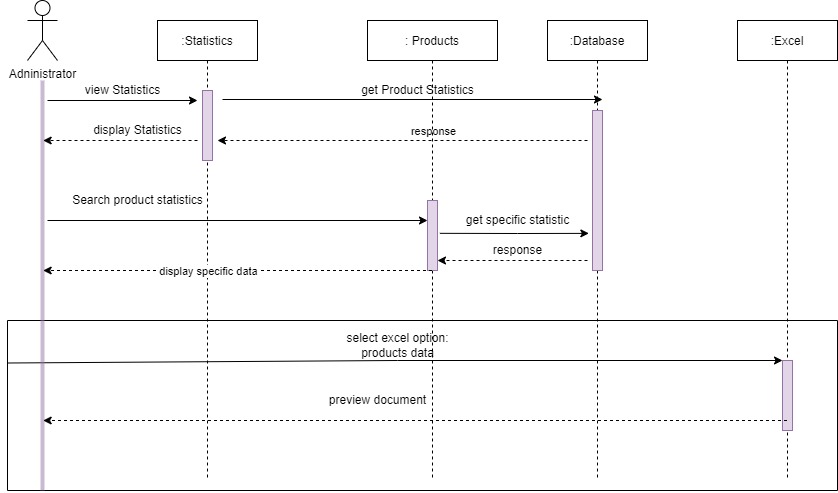 :Statistics
: Products
:Database
:Excel
Adninistrator
view Statistics
get Product Statistics
display Statistics
response
Search product statistics
get specific statistic
response
display specific data
select excel option:
products data
preview document